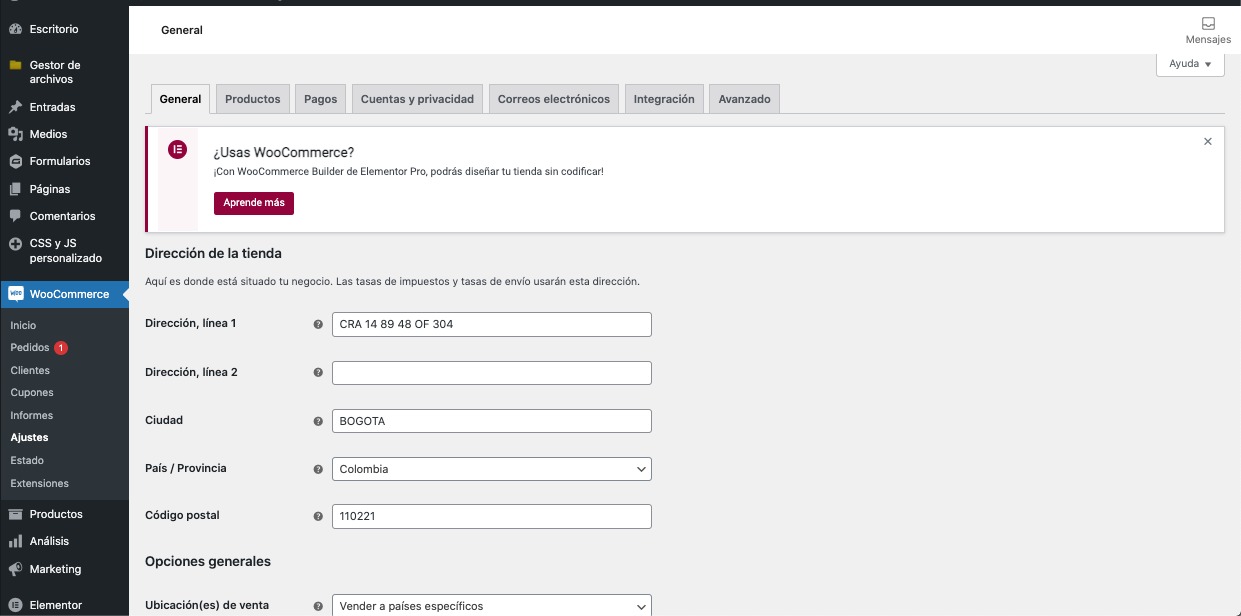 General
Mensajes
Ayuda
Escritorio
Gestor de
archivos
Entradas
Medios
Formularios
Páginas
Comentarios
CSS y JS
personalizado
WooCommerce
Inicio
Pedidos 1
Clientes
Cupones
Informes
Ajustes
Estado
Extensiones
Productos
Análisis
Marketing
Elementor
General Productos Pagos Cuentas y privacidad Correos electrónicos Integración Avanzado
¿Usas WooCommerce?
¡Con WooCommerce Builder de Elementor Pro, podrás diseñar tu tienda sin codificar!
Aprende más
Dirección de la tienda
Aquí es donde está situado tu negocio. Las tasas de impuestos y tasas de envío usarán esta dirección.
Dirección, línea 1 CRA 14 89 48 OF 304
Dirección, línea 2
Ciudad BOGOTA
País / Provincia Colombia
Código postal 110221
Opciones generales
Ubicación(es) de venta Vender a países específicos